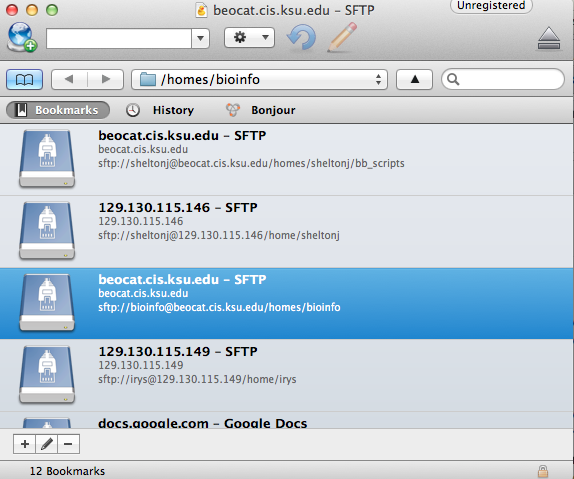 beocat.cis.ksu.edu – SFTP
Unregistered
/homes/bioinfo
Bookmarks
History
Bonjour
beocat.cis.ksu.edu – SFTP
beocat.cis.ksu.edu
sftp://sheltonj@beocat.cis.ksu.edu/homes/sheltonj/bb_scripts
129.130.115.146 – SFTP
129.130.115.146
sftp://sheltonj@129.130.115.146/home/sheltonj
beocat.cis.ksu.edu – SFTP
beocat.cis.ksu.edu
sftp://bioinfo@beocat.cis.ksu.edu/homes/bioinfo
129.130.115.149 – SFTP
129.130.115.149
sftp://irys@129.130.115.149/home/irys
docs.google.com – Google Docs
12 Bookmarks